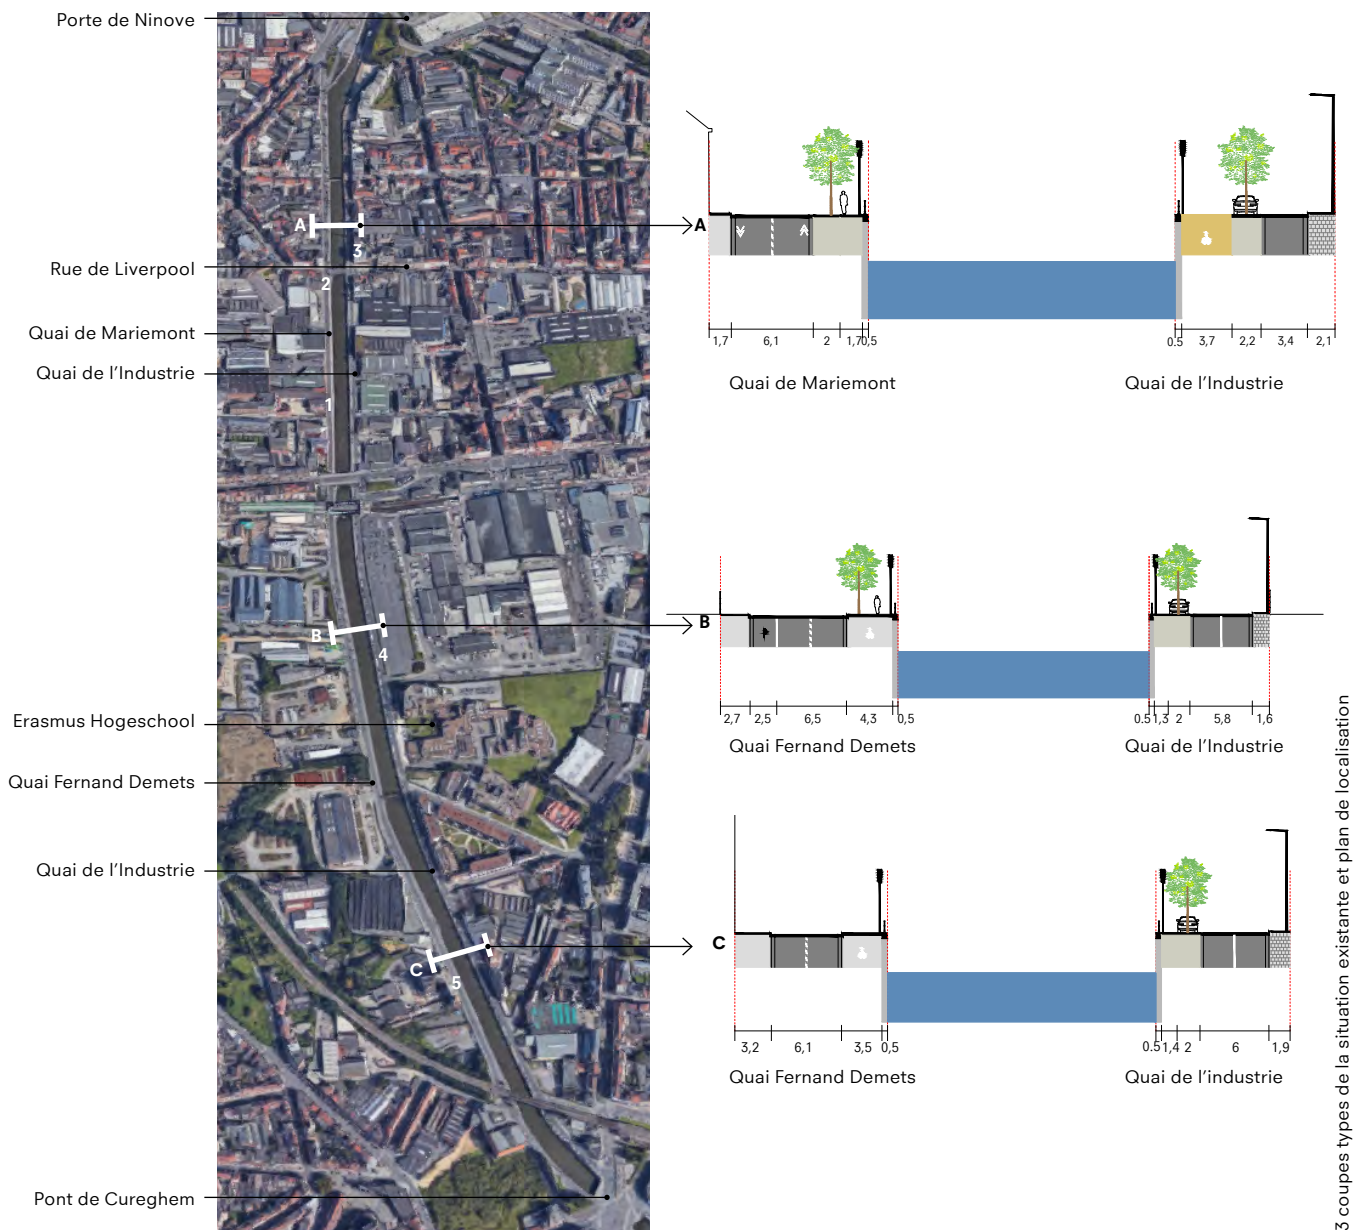 Porte de Ninove
Rue de Liverpool
Quai de Mariemont
Quai de l'Industrie
Erasmus Hogeschool
Quai Fernand Demets
Quai de l'Industrie
Pont de Cureghem
A
3
2
1
B
4
C
5
A
1,7 6,1 2 1,7 0,5
0.5 3,7 2,2 3,4 2,1
Quai de Mariemont
Quai de l'Industrie
B
2,7 2,5 6,5 4,3 0,5
0.5 1,3 2 5,8 1,6
Quai Fernand Demets
Quai de l'Industrie
C
3,2 6,1 3,5 0,5
0.5 1,4 2 6 1,9
Quai Fernand Demets
Quai de l'industrie
3 coupes types de la situation existante et plan de localisation